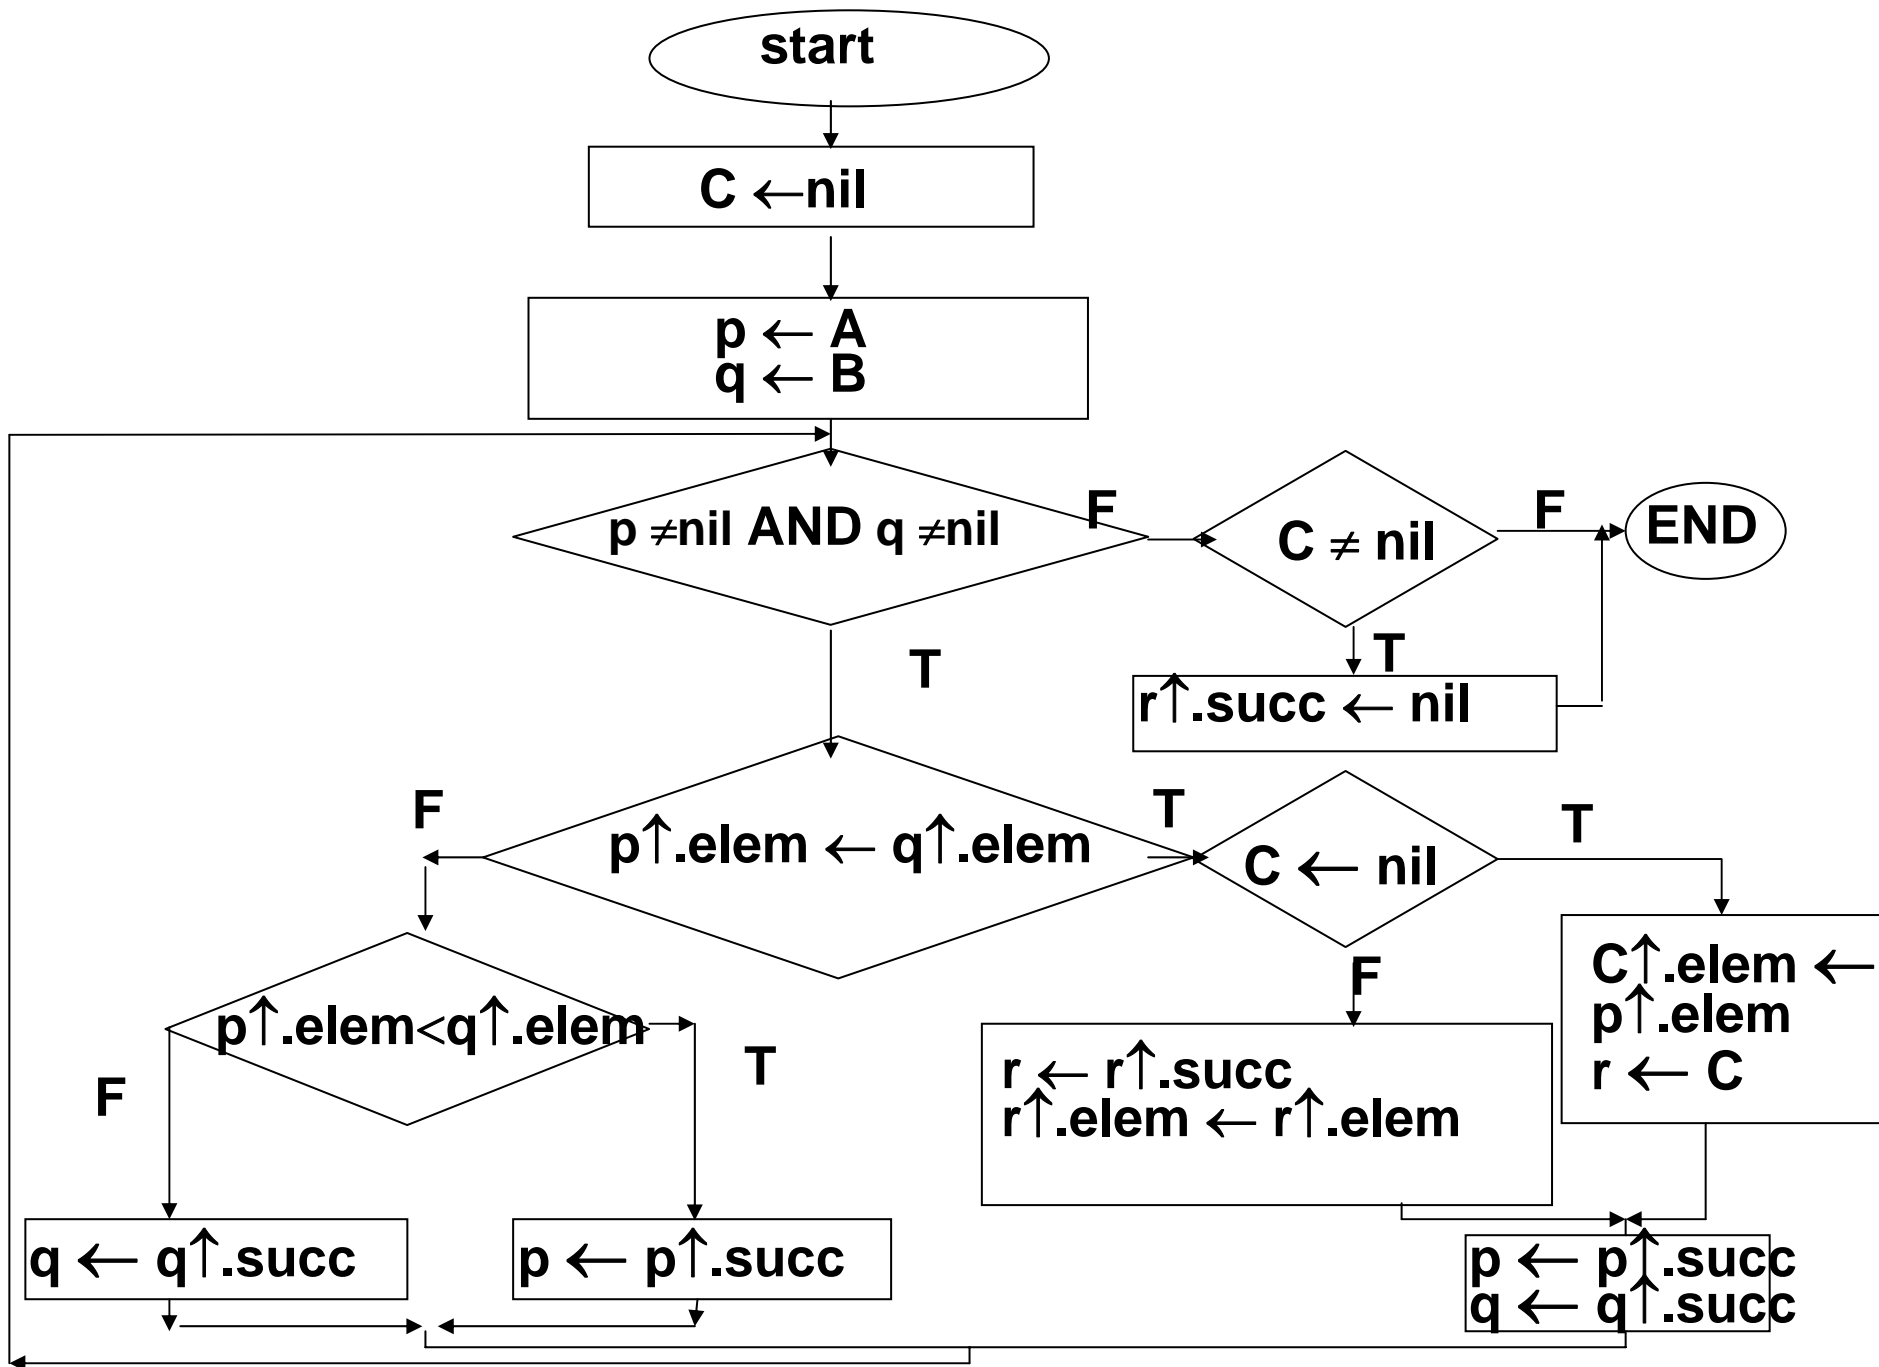 start
C ←nil
p ← A
q ← B
p ≠nil AND q ≠nil
F
C ≠ nil
F
END
T
T
r↑.succ ← nil
F
p↑.elem ← q↑.elem
T
C ← nil
T
F
C↑.elem ←
p↑.elem
r ← C
p↑.elem<q↑.elem
F
T
r ← r↑.succ
r↑.elem ← r↑.elem
q ← q↑.succ
p ← p↑.succ
p ← p↑.succ
q ← q↑.succ